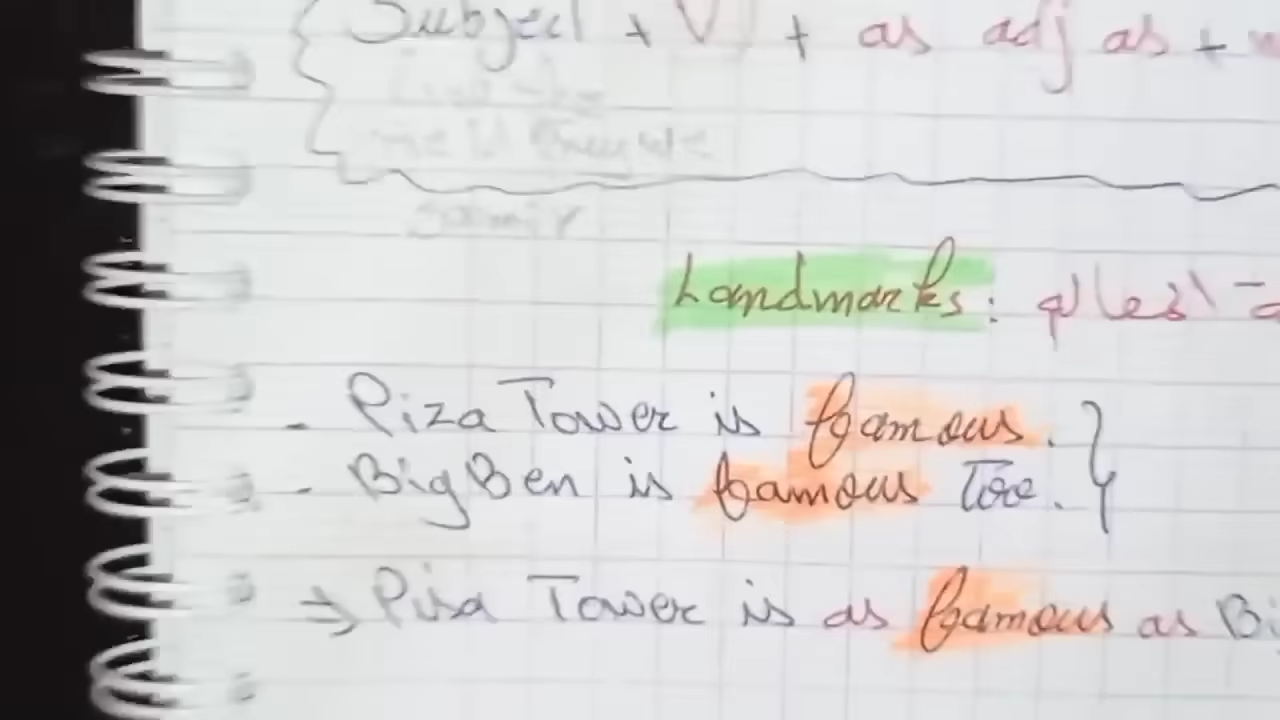 Subject + V + as adj as +
Landmarks:
- Piza Tower is famous.
- Big Ben is famous Too.
⇒ Pisa Tower is as famous as Bi